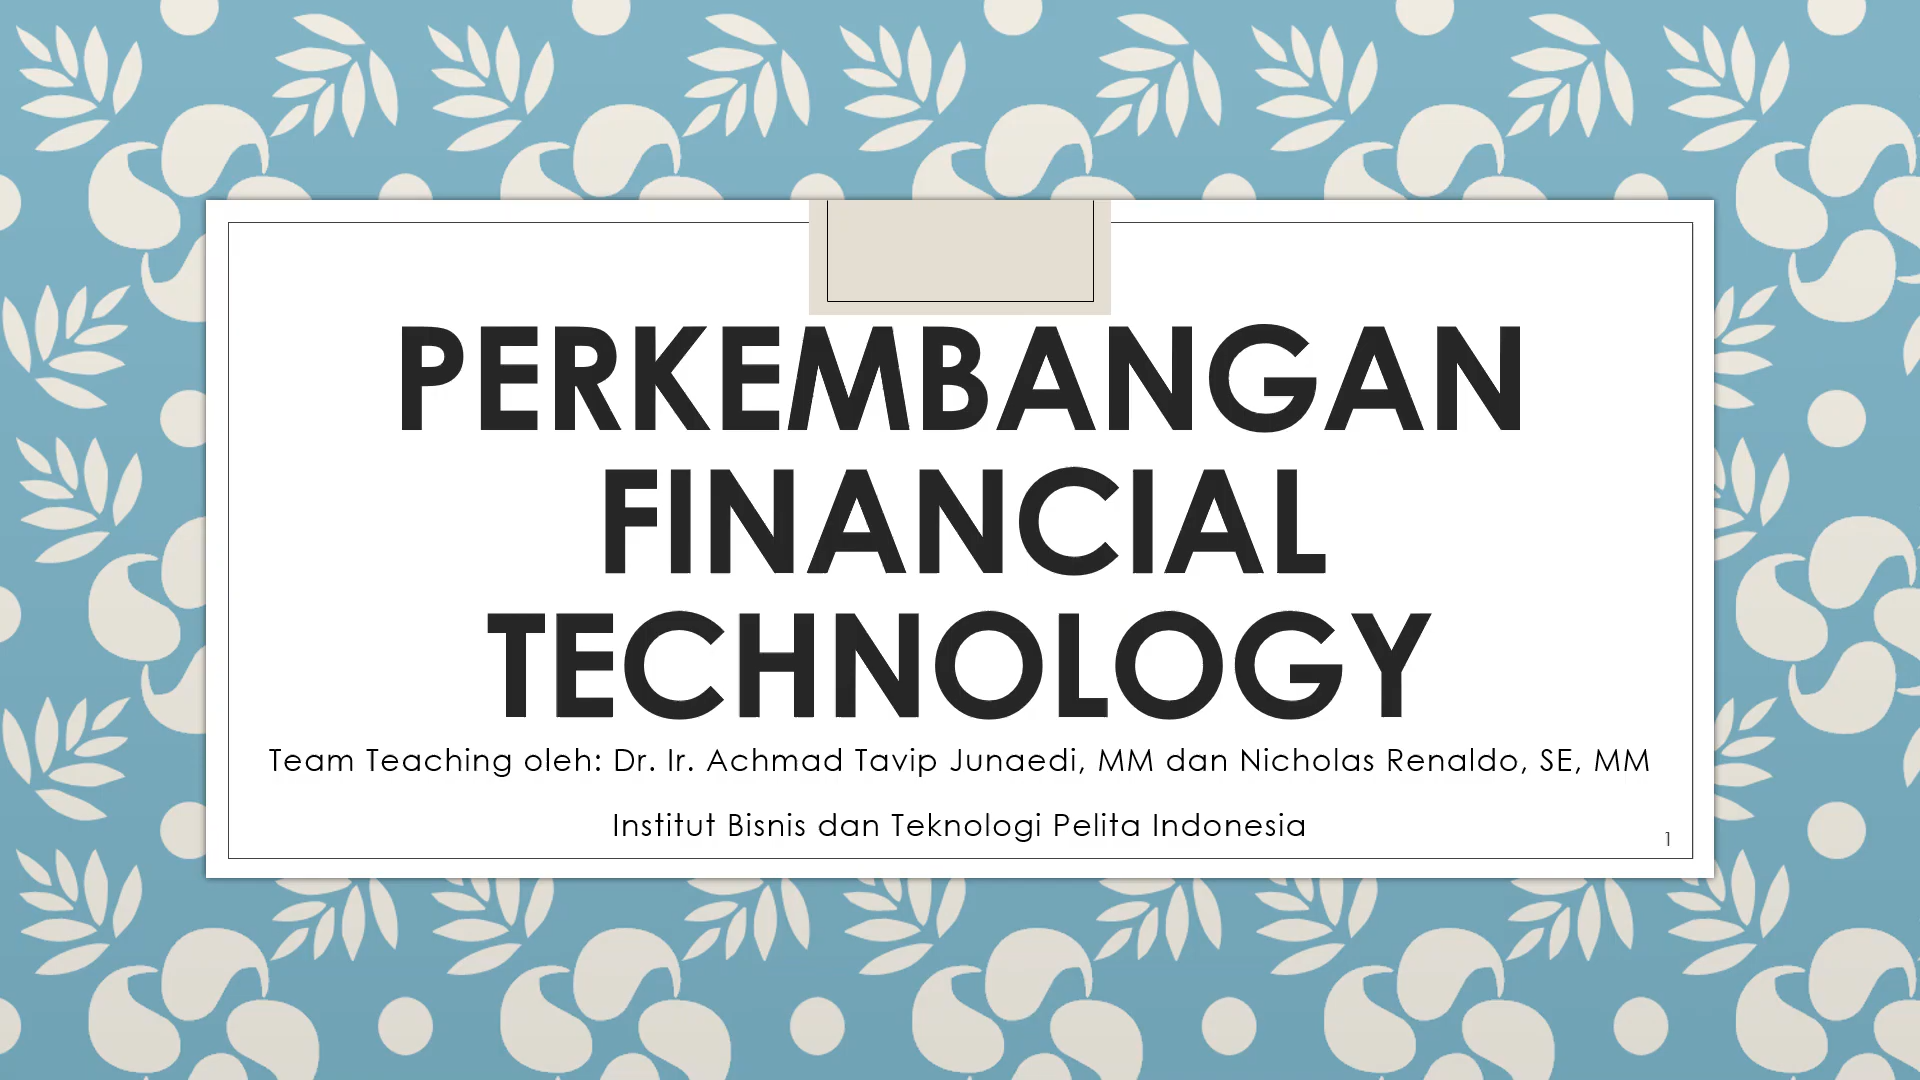 PERKEMBANGAN
FINANCIAL
TECHNOLOGY
Team Teaching oleh: Dr. Ir. Achmad Tavip Junaedi, MM dan Nicholas Renaldo, SE, MM
Institut Bisnis dan Teknologi Pelita Indonesia
1